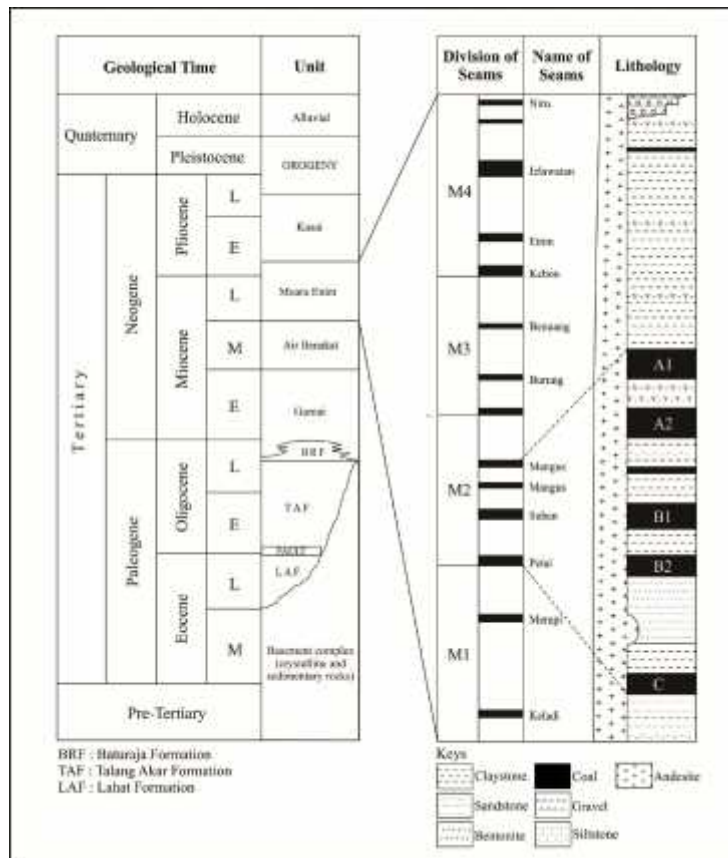 Geological Time
Unit
Quaternary
Holocene
Alluvial
Pleistocene
OROGENY
Tertiary
Neogene
Pliocene
L
Kasai
E
Miocene
L
Muara Enim
M
Air Benakat
E
Gumai
Paleogene
Oligocene
L
BRF
E
TAF
Eocene
L
LAF
M
Basement complex
(crystalline and
sedimentary rocks)
Pre-Tertiary
BRF : Baturaja Formation
TAF : Talang Akar Formation
LAF : Lahat Formation
Division of
Seams
Name of
Seams
Lithology
M4
Niru
Kebon
M3
Benuang
Burung
M2
Mangus
Mangus
Suban
Petai
M1
Merapi
Keladi
A1
A2
B1
B2
C
Keys
Claystone
Coal
Andesite
Sandstone
Gravel
Bentonite
Siltstone